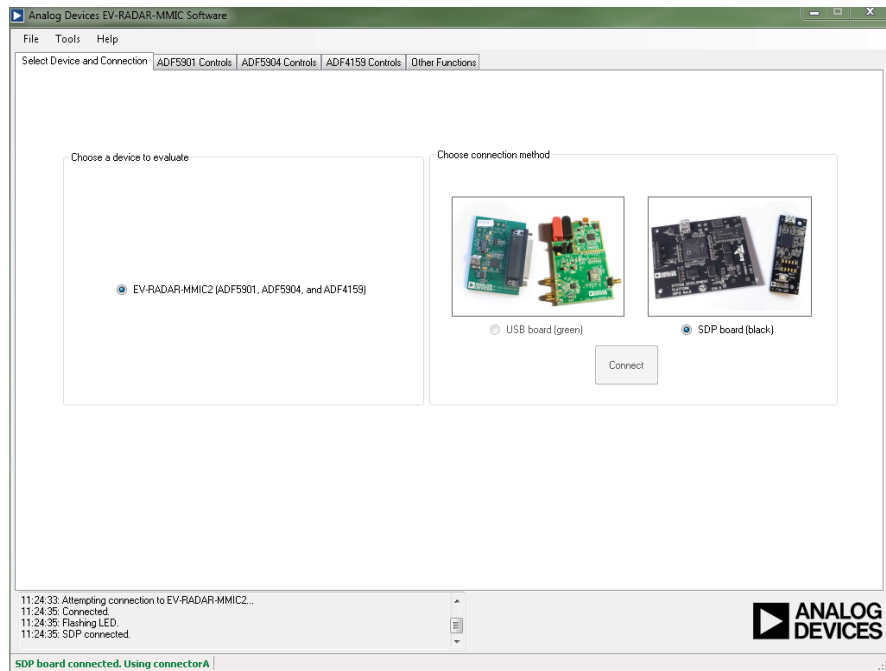 Analog Devices EV-RADAR-MMIC Software
File Tools Help
Select Device and Connection ADF5901 Controls ADF5904 Controls ADF4159 Controls Other Functions
Choose a device to evaluate
EV-RADAR-MMIC2 (ADF5901, ADF5904, and ADF4159)
Choose connection method
USB board (green)
SDP board (black)
Connect
11:24:33: Attempting connection to EV-RADAR-MMIC2...
11:24:35: Connected.
11:24:35: Flashing LED.
11:24:35: SDP connected.
ANALOG
DEVICES
SDP board connected. Using connectorA